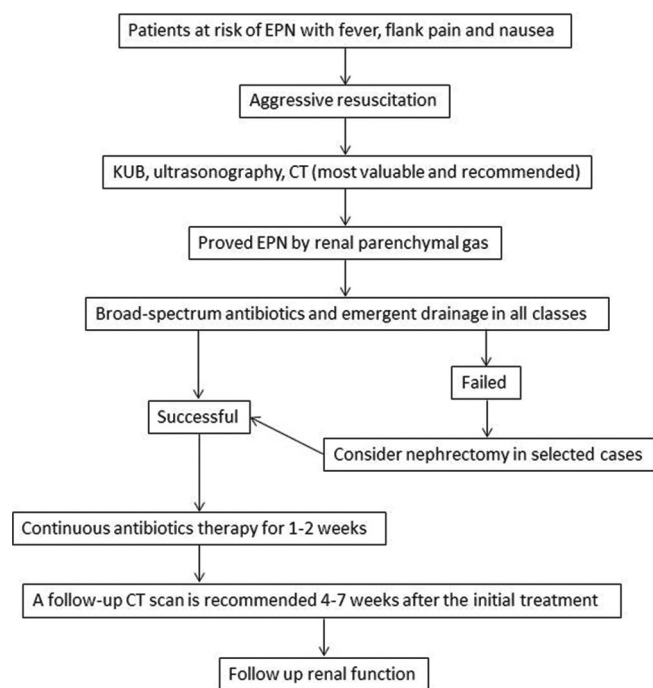 Patients at risk of EPN with fever, flank pain and nausea
Aggressive resuscitation
KUB, ultrasonography, CT (most valuable and recommended)
Proved EPN by renal parenchymal gas
Broad-spectrum antibiotics and emergent drainage in all classes
Failed
Successful
Consider nephrectomy in selected cases
Continuous antibiotics therapy for 1-2 weeks
A follow-up CT scan is recommended 4-7 weeks after the initial treatment
Follow up renal function